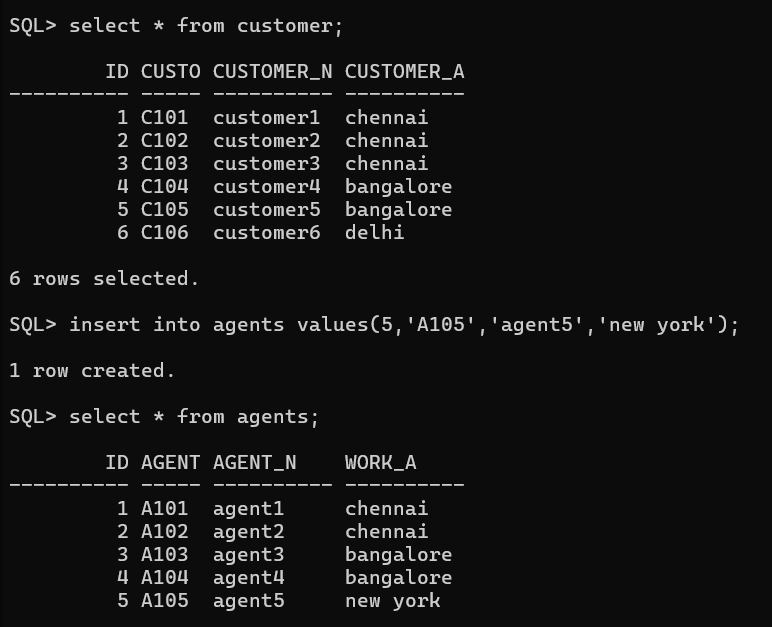 SQL> select * from customer;
        ID CUSTO CUSTOMER_N CUSTOMER_A
---------- ----- ---------- ----------
         1 C101  customer1  chennai
         2 C102  customer2  chennai
         3 C103  customer3  chennai
         4 C104  customer4  bangalore
         5 C105  customer5  bangalore
         6 C106  customer6  delhi
6 rows selected.
SQL> insert into agents values(5,'A105','agent5','new york');
1 row created.
SQL> select * from agents;
        ID AGENT AGENT_N    WORK_A
---------- ----- ---------- ----------
         1 A101  agent1     chennai
         2 A102  agent2     chennai
         3 A103  agent3     bangalore
         4 A104  agent4     bangalore
         5 A105  agent5     new york